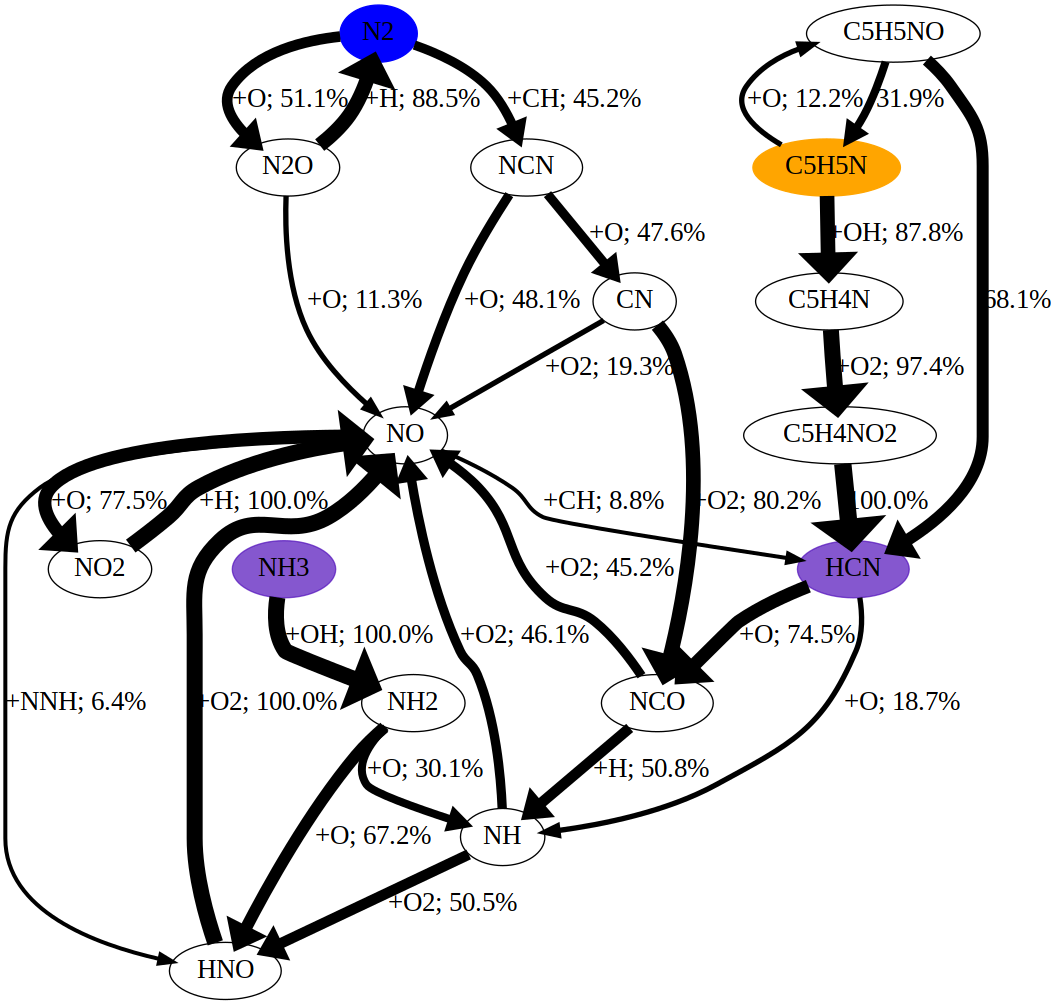 N2
C5H5NO
+O; 51.1%
+H; 88.5%
+CH; 45.2%
+O; 12.2%
31.9%
N2O
NCN
C5H5N
+O; 47.6%
+OH; 87.8%
+O; 11.3%
+O; 48.1%
CN
C5H4N
68.1%
+O2; 19.3%
+O2; 97.4%
NO
C5H4NO2
+O; 77.5%
+H; 100.0%
+CH; 8.8%
+O2; 80.2%
100.0%
NO2
NH3
+O2; 45.2%
HCN
+OH; 100.0%
+O2; 46.1%
+O; 74.5%
+NNH; 6.4%
+O2; 100.0%
NH2
NCO
+O; 18.7%
+O; 30.1%
+H; 50.8%
+O; 67.2%
NH
+O2; 50.5%
HNO